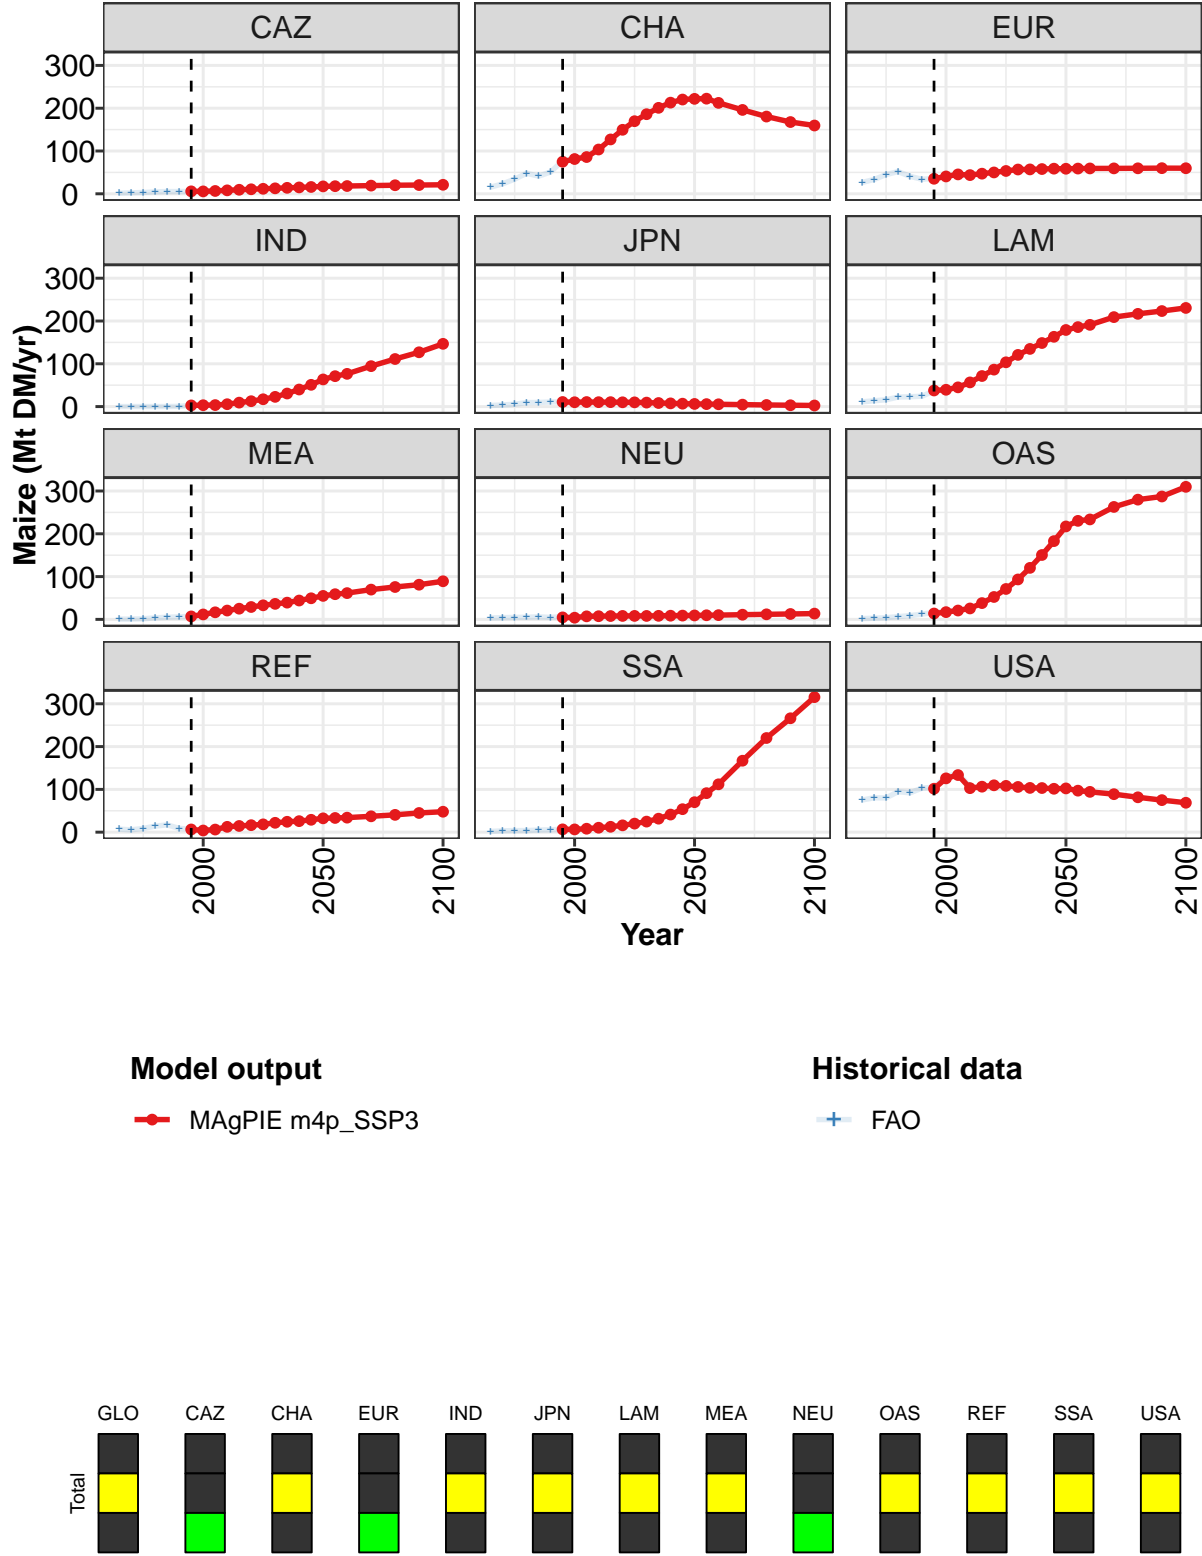 CAZ CHA EUR
300
200
100
0
IND JPN LAM
300
200
100
0
Maize (Mt DM/yr)
MEA NEU OAS
300
200
100
0
REF SSA USA
300
200
100
0
2000 2050 2100 2000 2050 2100 2000 2050 2100
Year
Model output Historical data
MAgPIE m4p_SSP3 FAO
GLO CAZ CHA EUR IND JPN LAM MEA NEU OAS REF SSA USA
Total